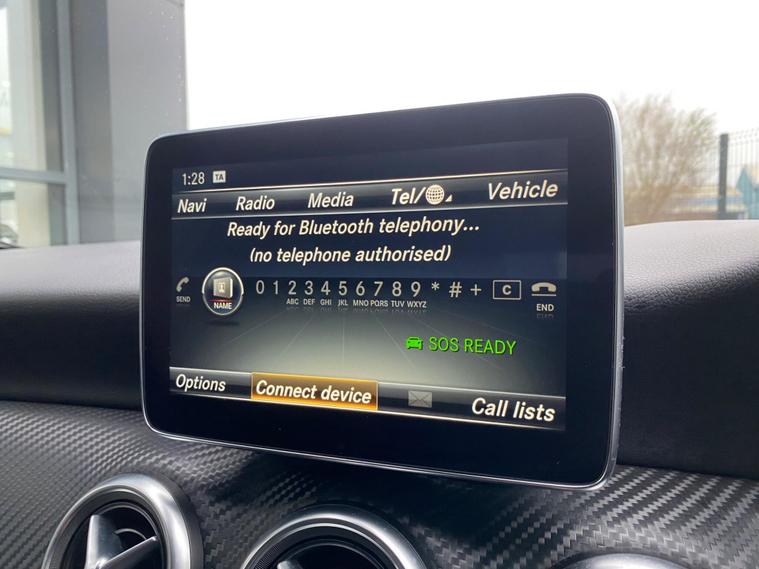 1:28 TA
Navi Radio Media Tel/ Vehicle
Ready for Bluetooth telephony...
(no telephone authorised)
SEND NAME 0 1 2 3 4 5 6 7 8 9 * # + C END
ABC DEF GHI JKL MNO PQRS TUV WXYZ
SOS READY
Options Connect device Call lists